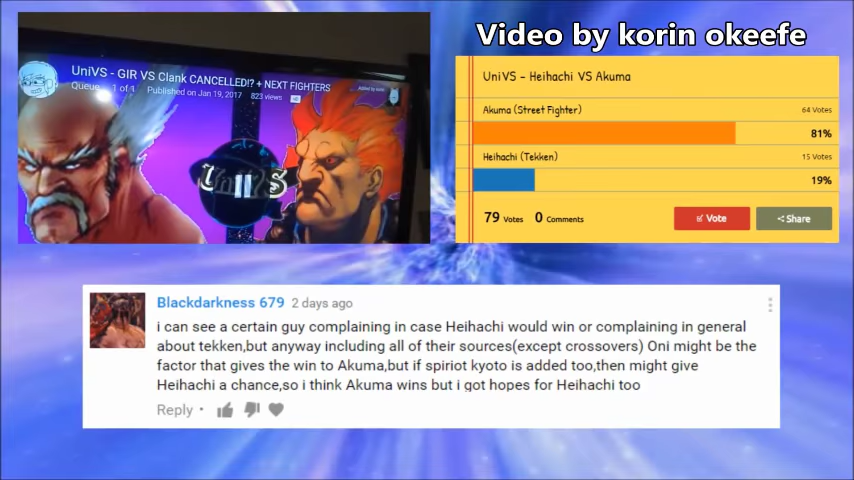 Video by korin okeefe
UniVS - GIR VS Clank CANCELLED!? + NEXT FIGHTERS
Queue 1 of 1 Published on Jan 19, 2017 823 views
Added by korin
UniVS
UniVS - Heihachi VS Akuma
Akuma (Street Fighter) 64 Votes
81%
Heihachi (Tekken) 15 Votes
19%
79 Votes 0 Comments Vote Share
Blackdarkness 679 2 days ago
i can see a certain guy complaining in case Heihachi would win or complaining in general
about tekken,but anyway including all of their sources(except crossovers) Oni might be the
factor that gives the win to Akuma,but if spiriot kyoto is added too,then might give
Heihachi a chance,so i think Akuma wins but i got hopes for Heihachi too
Reply